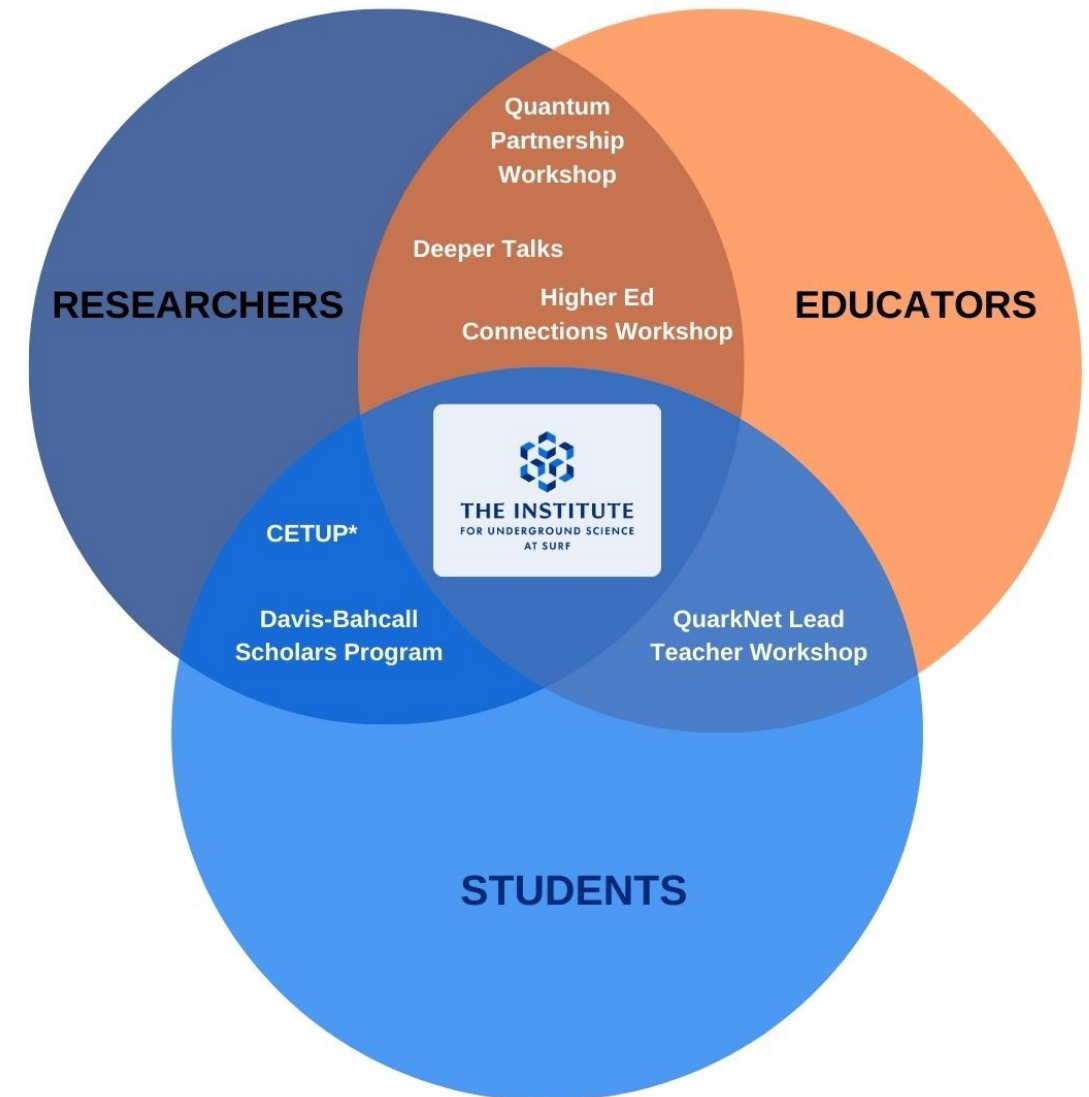 Quantum
Partnership
Workshop
Deeper Talks
RESEARCHERS
EDUCATORS
Higher Ed
Connections Workshop
THE INSTITUTE
FOR UNDERGROUND SCIENCE
AT SURF
CETUP*
Davis-Bahcall
Scholars Program
QuarkNet Lead
Teacher Workshop
STUDENTS